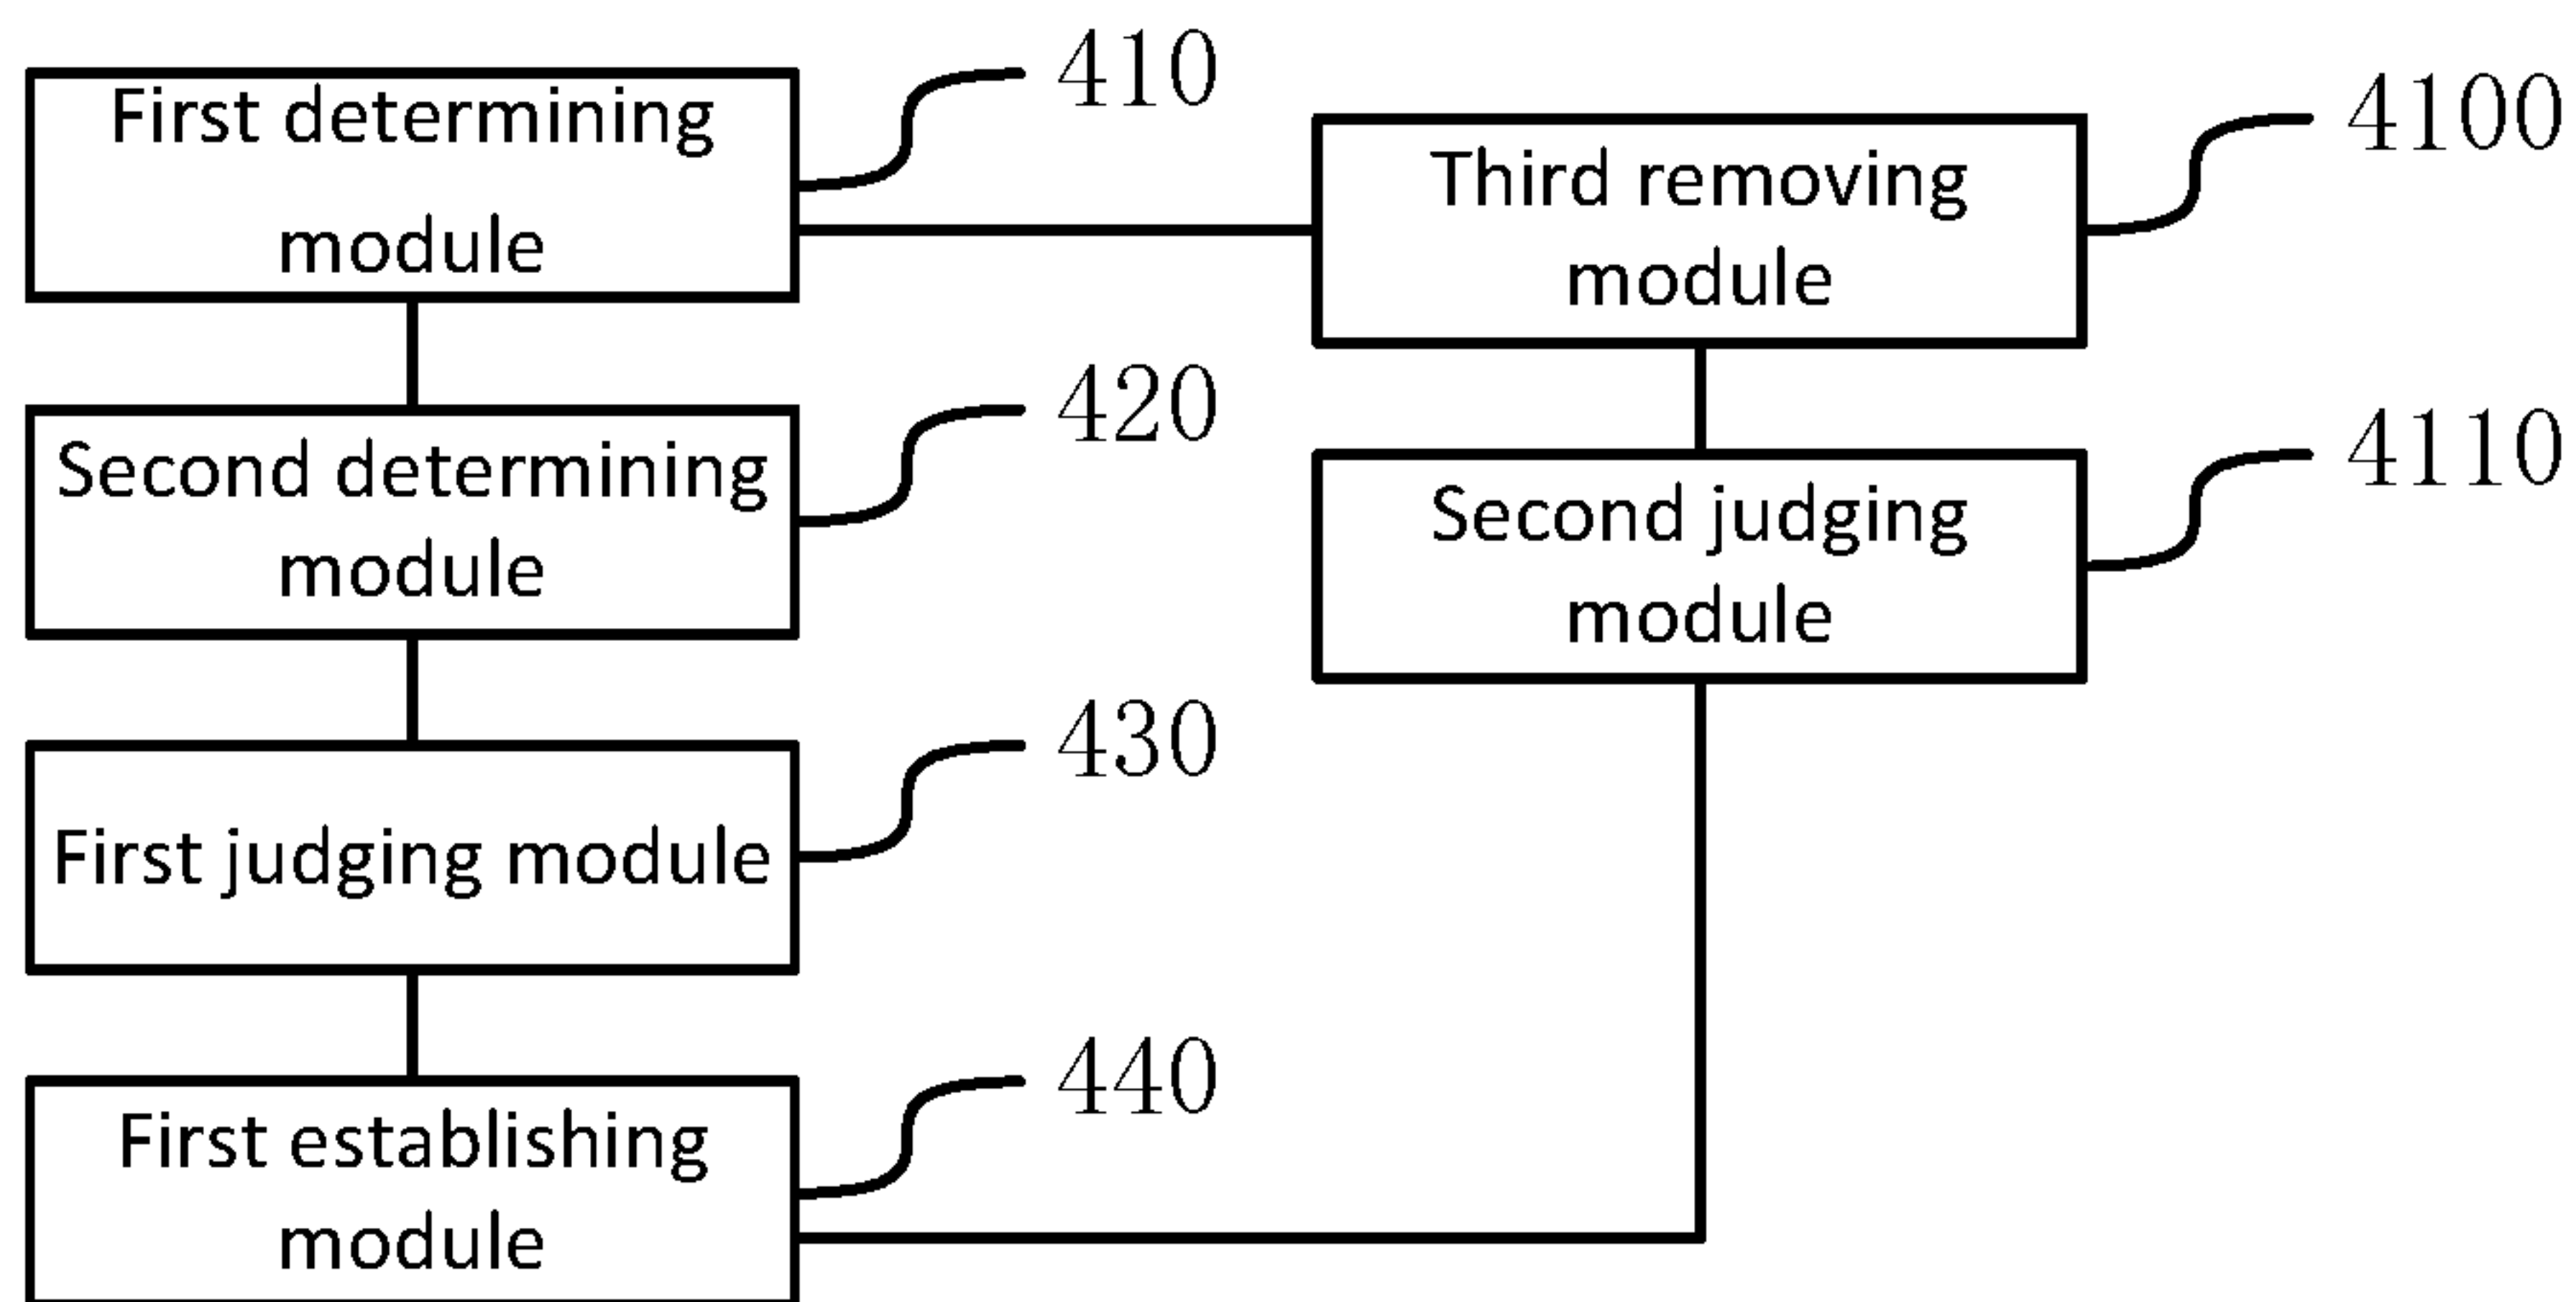 First determining
module
410
Third removing
module
4100
Second determining
module
420
Second judging
module
4110
First judging module
430
First establishing
module
440